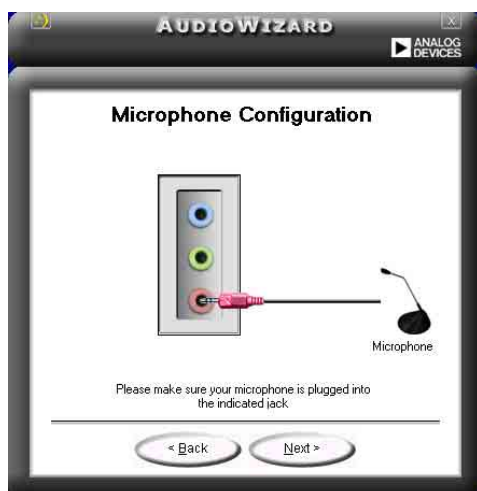 AUDIOWIZARD
X
ANALOG
DEVICES
Microphone Configuration
Microphone
Please make sure your microphone is plugged into
the indicated jack
< Back
Next >